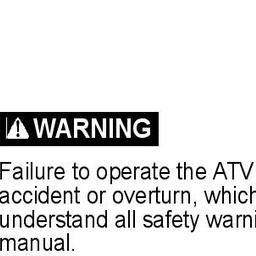 WARNING
Failure to operate the ATV
accident or overturn, which
understand all safety warni
manual.